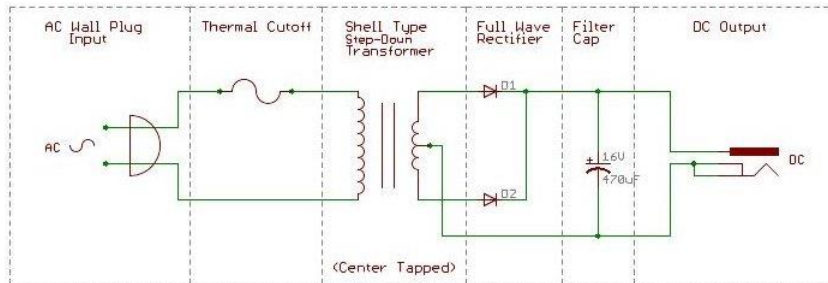 AC Wall Plug
Input
Thermal Cutoff
Shell Type
Step-Down
Transformer
Full Wave
Rectifier
Filter
Cap
DC Output
D1
AC
16V
470uF
DC
D2
(Center Tapped)